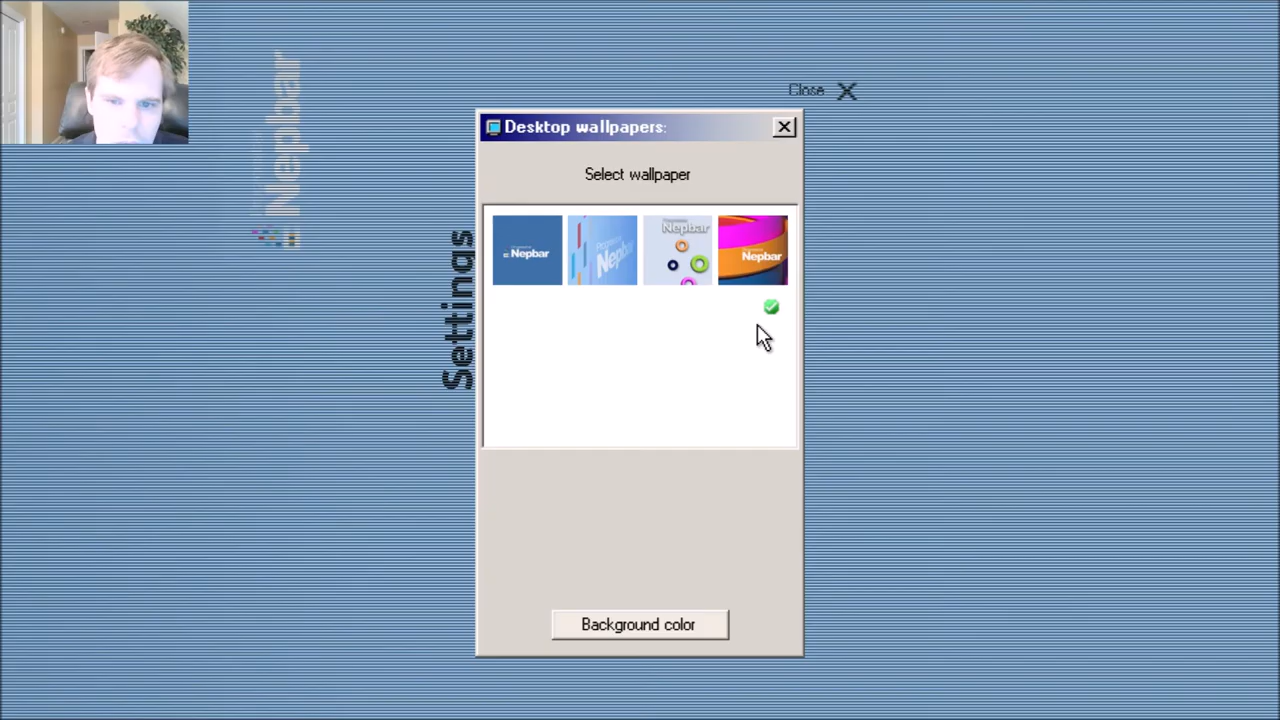 Nepbar
Close
Desktop wallpapers:
Select wallpaper
Nepbar
Nepbar
Nepbar
Nepbar
Settings
Background color